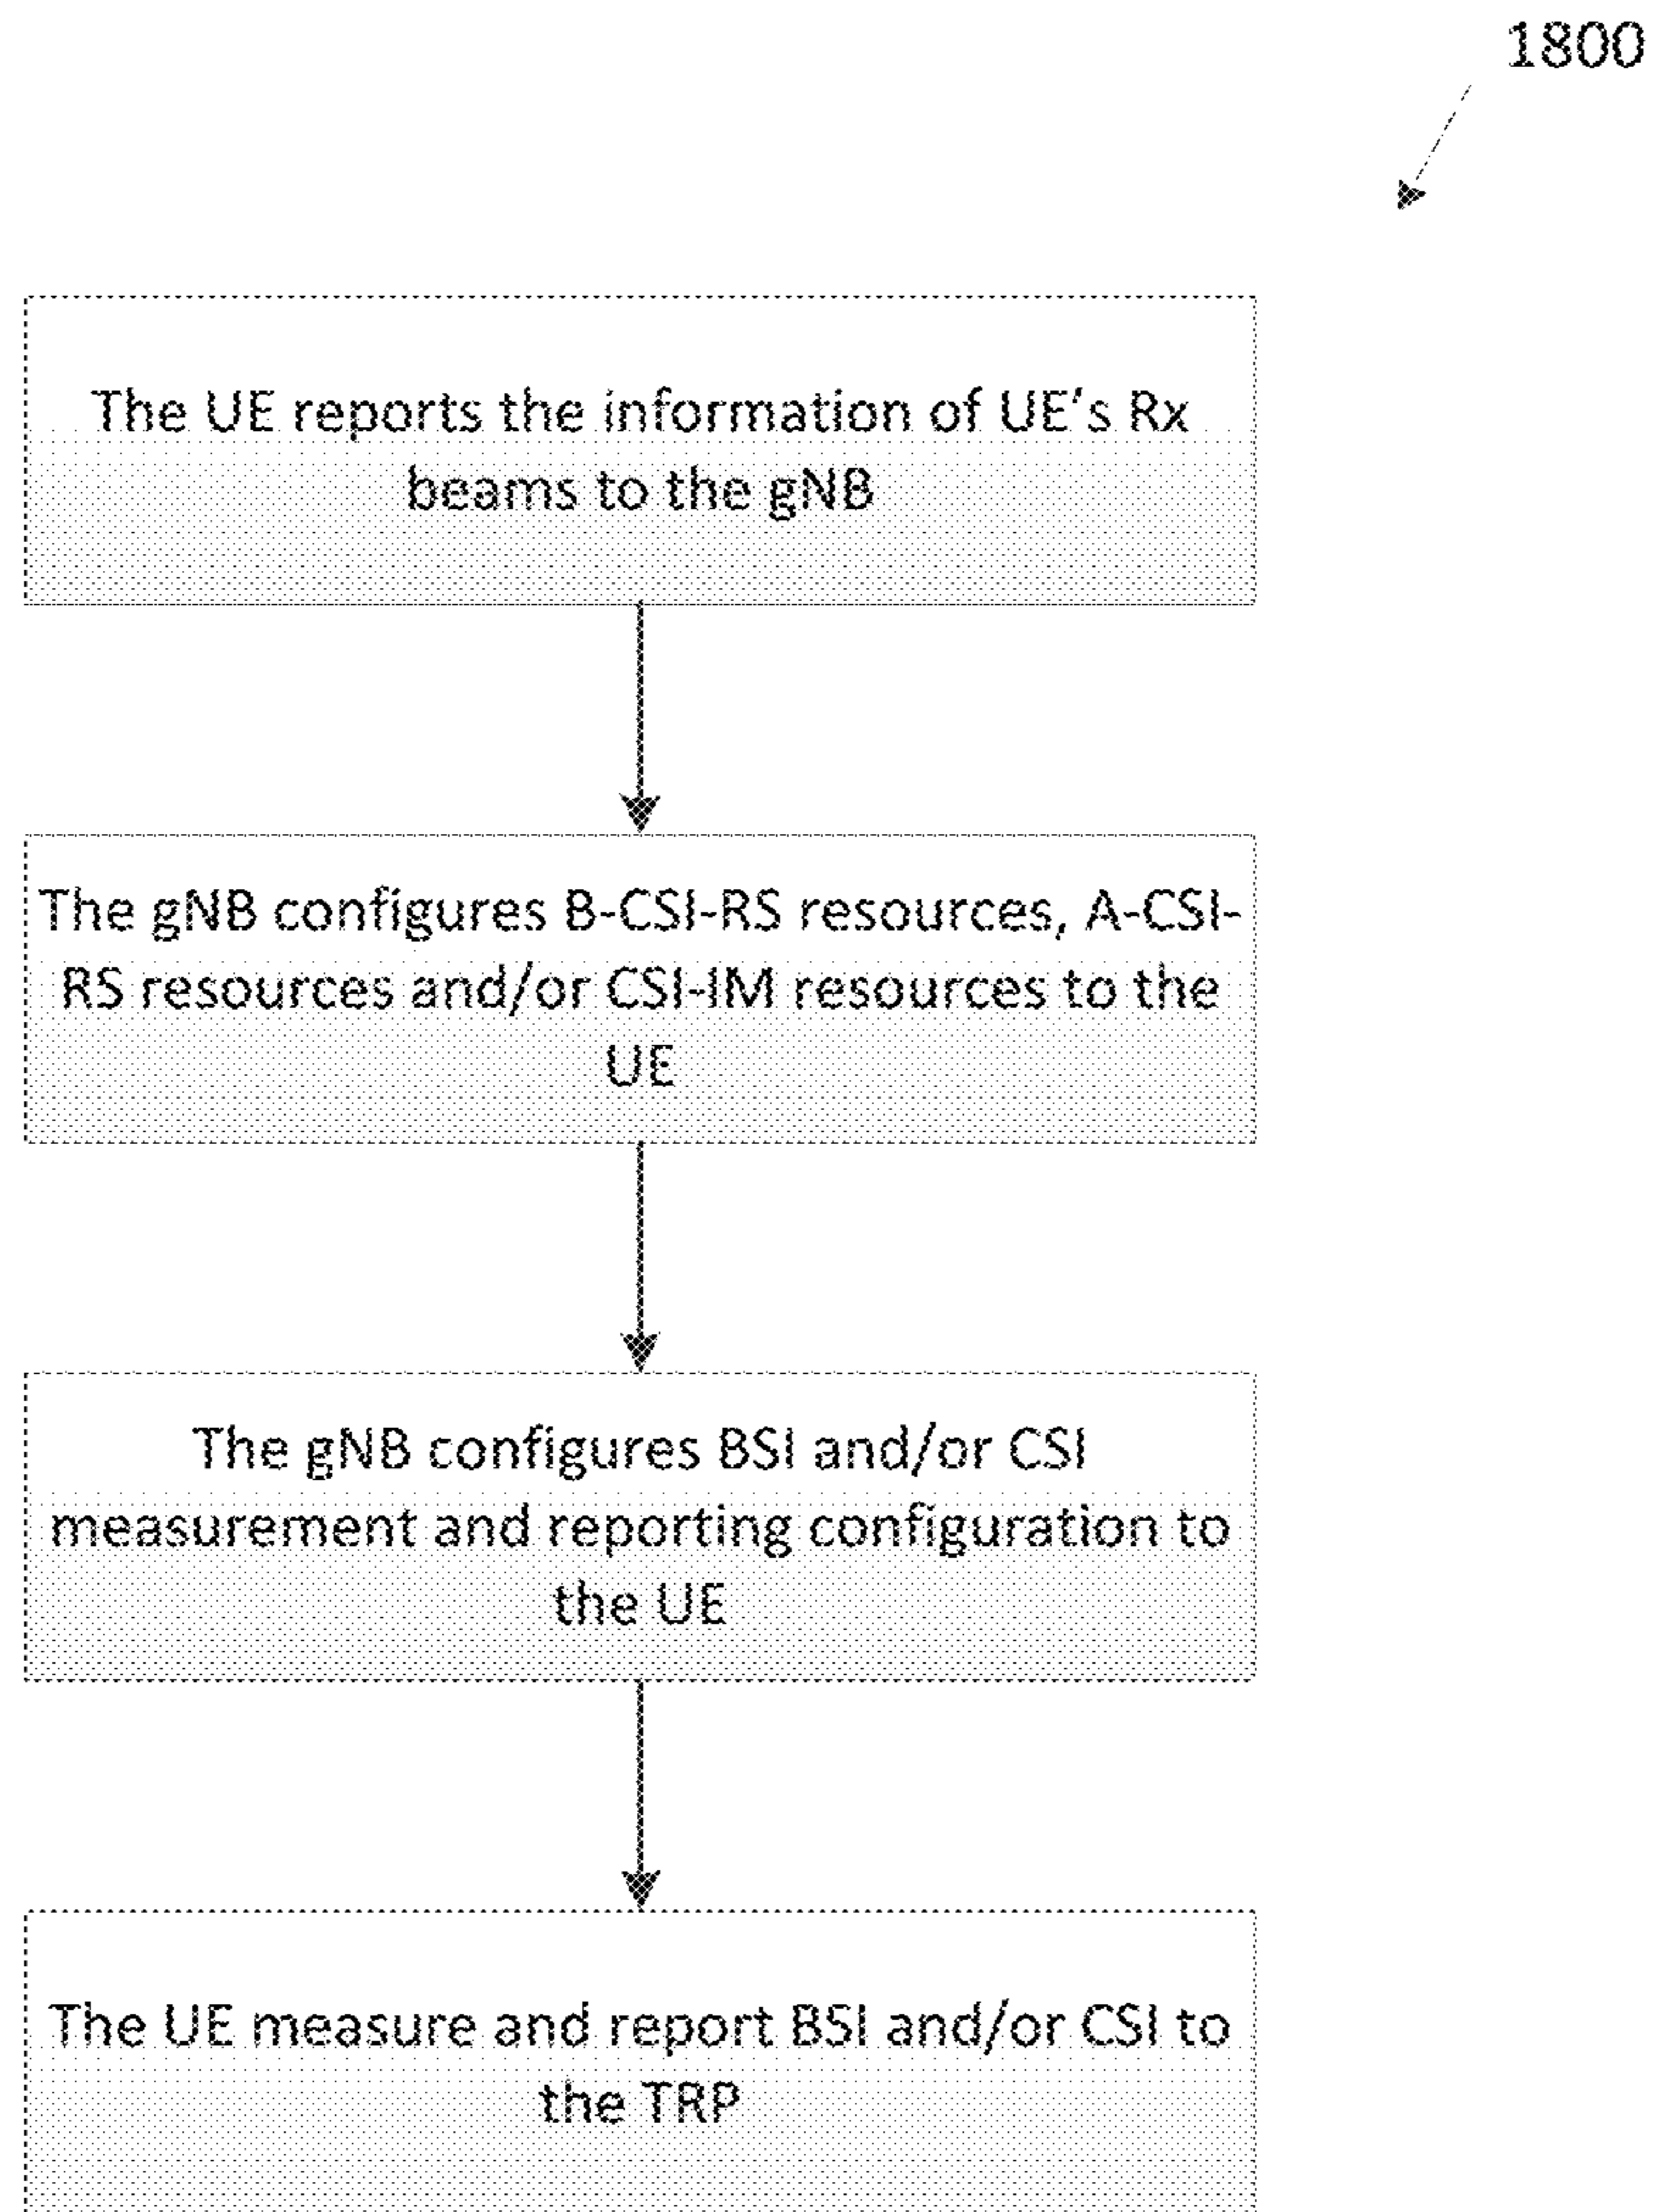 1800
The UE reports the information of UE's Rx
beams to the gNB
The gNB configures B-CSI-RS resources, A-CSI-
RS resources and/or CSI-IM resources to the
UE
The gNB configures BSI and/or CSI
measurement and reporting configuration to
the UE
The UE measure and report BSI and/or CSI to
the TRP